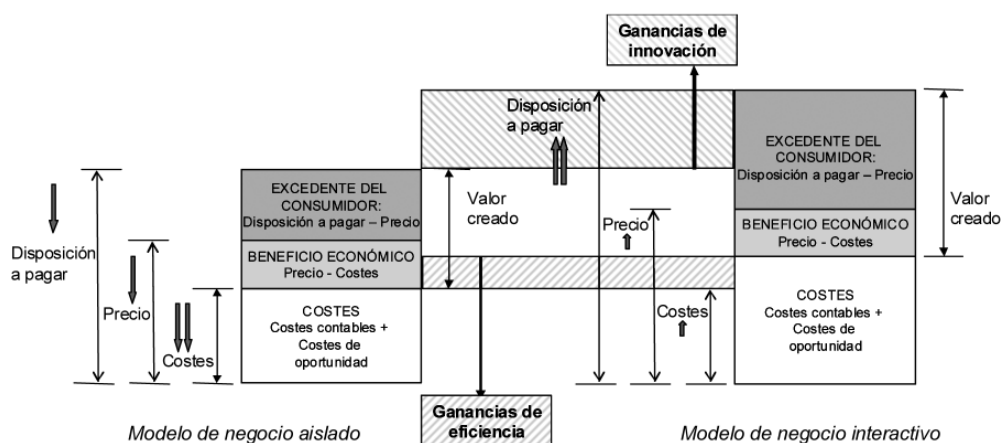 Ganancias de
innovación
Disposición
a pagar
EXCEDENTE DEL
CONSUMIDOR:
Disposición a pagar – Precio
BENEFICIO ECONÓMICO
Precio - Costes
COSTES
Costes contables +
Costes de
oportunidad
Disposición
a pagar
Precio
Costes
Valor
creado
Precio
Costes
EXCEDENTE DEL
CONSUMIDOR:
Disposición a pagar – Precio
BENEFICIO ECONÓMICO
Precio - Costes
COSTES
Costes contables +
Costes de
oportunidad
Valor
creado
Ganancias de
eficiencia
Modelo de negocio aislado
Modelo de negocio interactivo